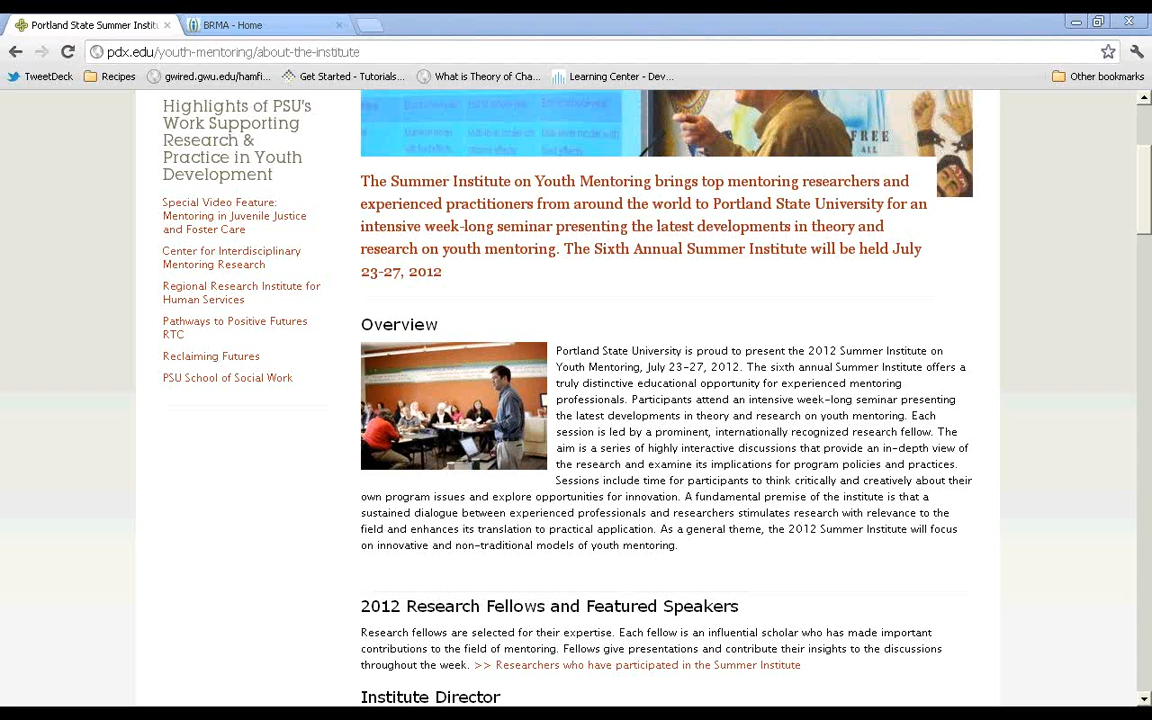 Portland State Summer Institu
BRMA - Home
pdx.edu/youth-mentoring/about-the-institute
TweetDeck
Recipes
gwired.gwu.edu/hamfi...
Get Started - Tutorials...
What is Theory of Cha...
Learning Center - Dev...
Other bookmarks
Highlights of PSU's
Work Supporting
Research &
Practice in Youth
Development
Special Video Feature:
Mentoring in Juvenile Justice
and Foster Care
Center for Interdisciplinary
Mentoring Research
Regional Research Institute for
Human Services
Pathways to Positive Futures
RTC
Reclaiming Futures
PSU School of Social Work
FREE
ALL
The Summer Institute on Youth Mentoring brings top mentoring researchers and
experienced practitioners from around the world to Portland State University for an
intensive week-long seminar presenting the latest developments in theory and
research on youth mentoring. The Sixth Annual Summer Institute will be held July
23-27, 2012
Overview
Portland State University is proud to present the 2012 Summer Institute on
Youth Mentoring, July 23-27, 2012. The sixth annual Summer Institute offers a
truly distinctive educational opportunity for experienced mentoring
professionals. Participants attend an intensive week-long seminar presenting
the latest developments in theory and research on youth mentoring. Each
session is led by a prominent, internationally recognized research fellow. The
aim is a series of highly interactive discussions that provide an in-depth view of
the research and examine its implications for program policies and practices.
Sessions include time for participants to think critically and creatively about their
own program issues and explore opportunities for innovation. A fundamental premise of the institute is that a
sustained dialogue between experienced professionals and researchers stimulates research with relevance to the
field and enhances its translation to practical application. As a general theme, the 2012 Summer Institute will focus
on innovative and non-traditional models of youth mentoring.
2012 Research Fellows and Featured Speakers
Research fellows are selected for their expertise. Each fellow is an influential scholar who has made important
contributions to the field of mentoring. Fellows give presentations and contribute their insights to the discussions
throughout the week. >> Researchers who have participated in the Summer Institute
Institute Director